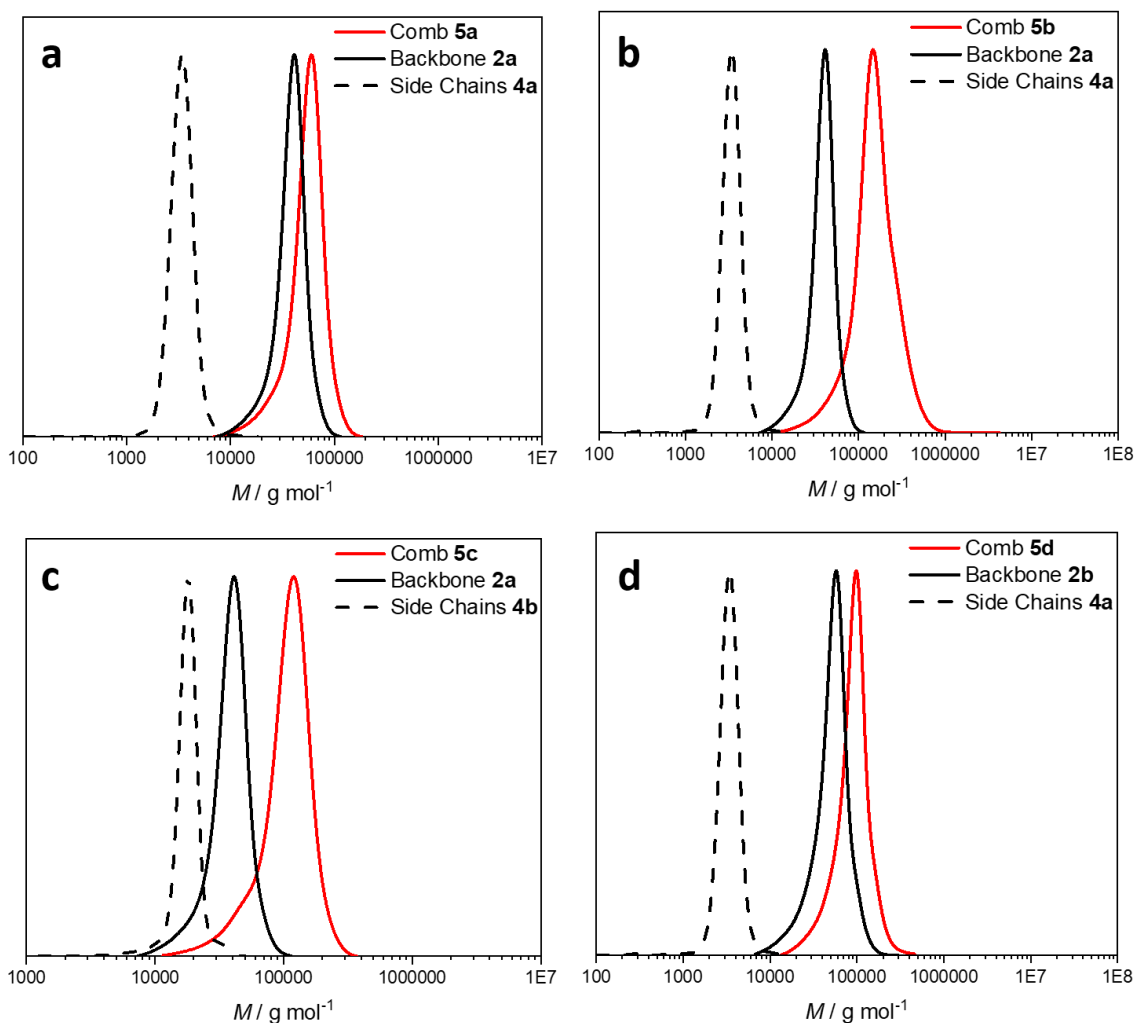 a
Comb 5a
Backbone 2a
Side Chains 4a
100 1000 10000 100000 1000000 1E7
M / g mol⁻¹
b
Comb 5b
Backbone 2a
Side Chains 4a
100 1000 10000 100000 1000000 1E7 1E8
M / g mol⁻¹
c
Comb 5c
Backbone 2a
Side Chains 4b
1000 10000 100000 1000000 1E7
M / g mol⁻¹
d
Comb 5d
Backbone 2b
Side Chains 4a
100 1000 10000 100000 1000000 1E7 1E8
M / g mol⁻¹